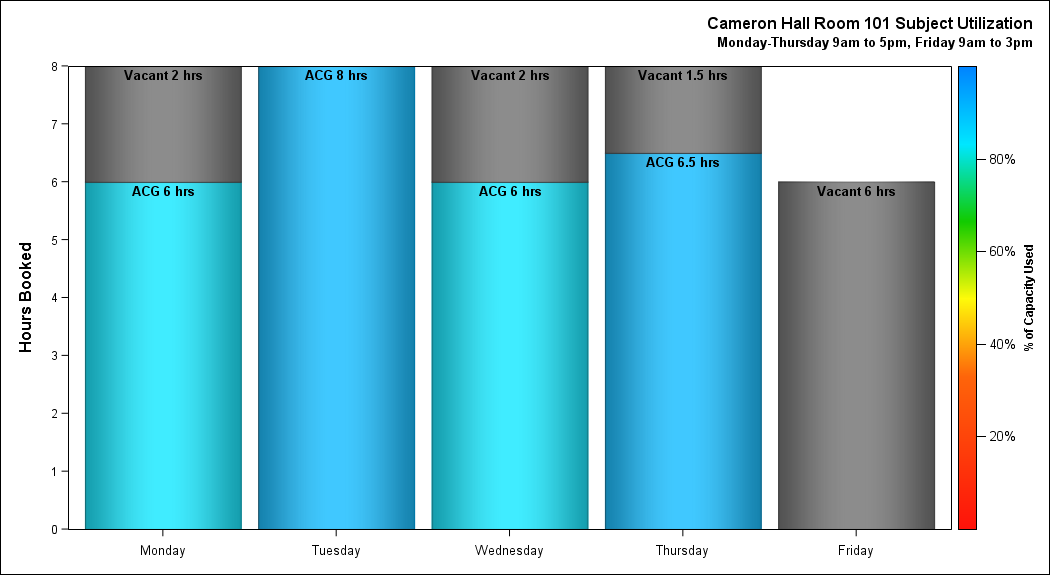 Cameron Hall Room 101 Subject Utilization
Monday-Thursday 9am to 5pm, Friday 9am to 3pm
Hours Booked
8
7
6
5
4
3
2
1
0
Vacant 2 hrs
ACG 6 hrs
ACG 8 hrs
Vacant 2 hrs
ACG 6 hrs
Vacant 1.5 hrs
ACG 6.5 hrs
Vacant 6 hrs
Monday
Tuesday
Wednesday
Thursday
Friday
80%
60%
40%
20%
% of Capacity Used